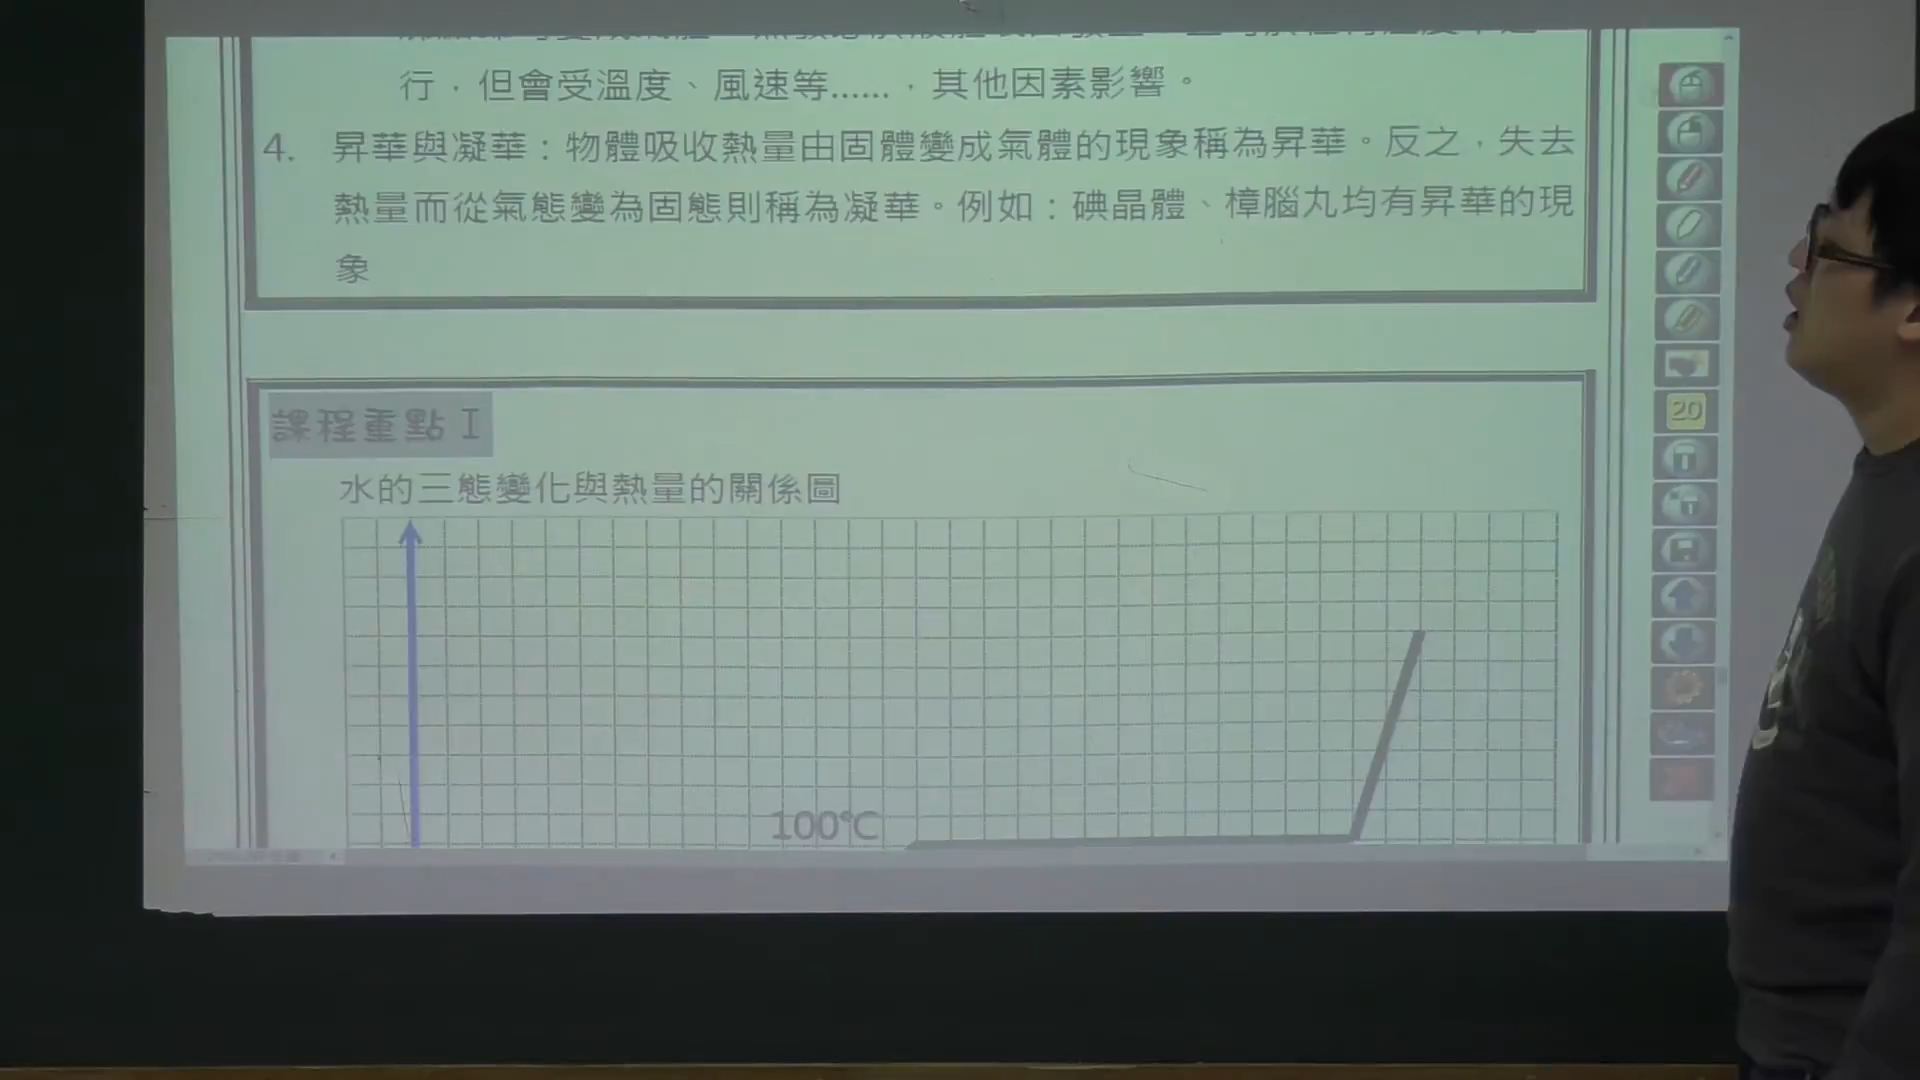 行，但會受溫度、風速等……，其他因素影響。
4. 昇華與凝華：物體吸收熱量由固體變成氣體的現象稱為昇華。反之，失去
熱量而從氣態變為固態則稱為凝華。例如：碘晶體、樟腦丸均有昇華的現
象
課程重點 I
水的三態變化與熱量的關係圖
100°C
20